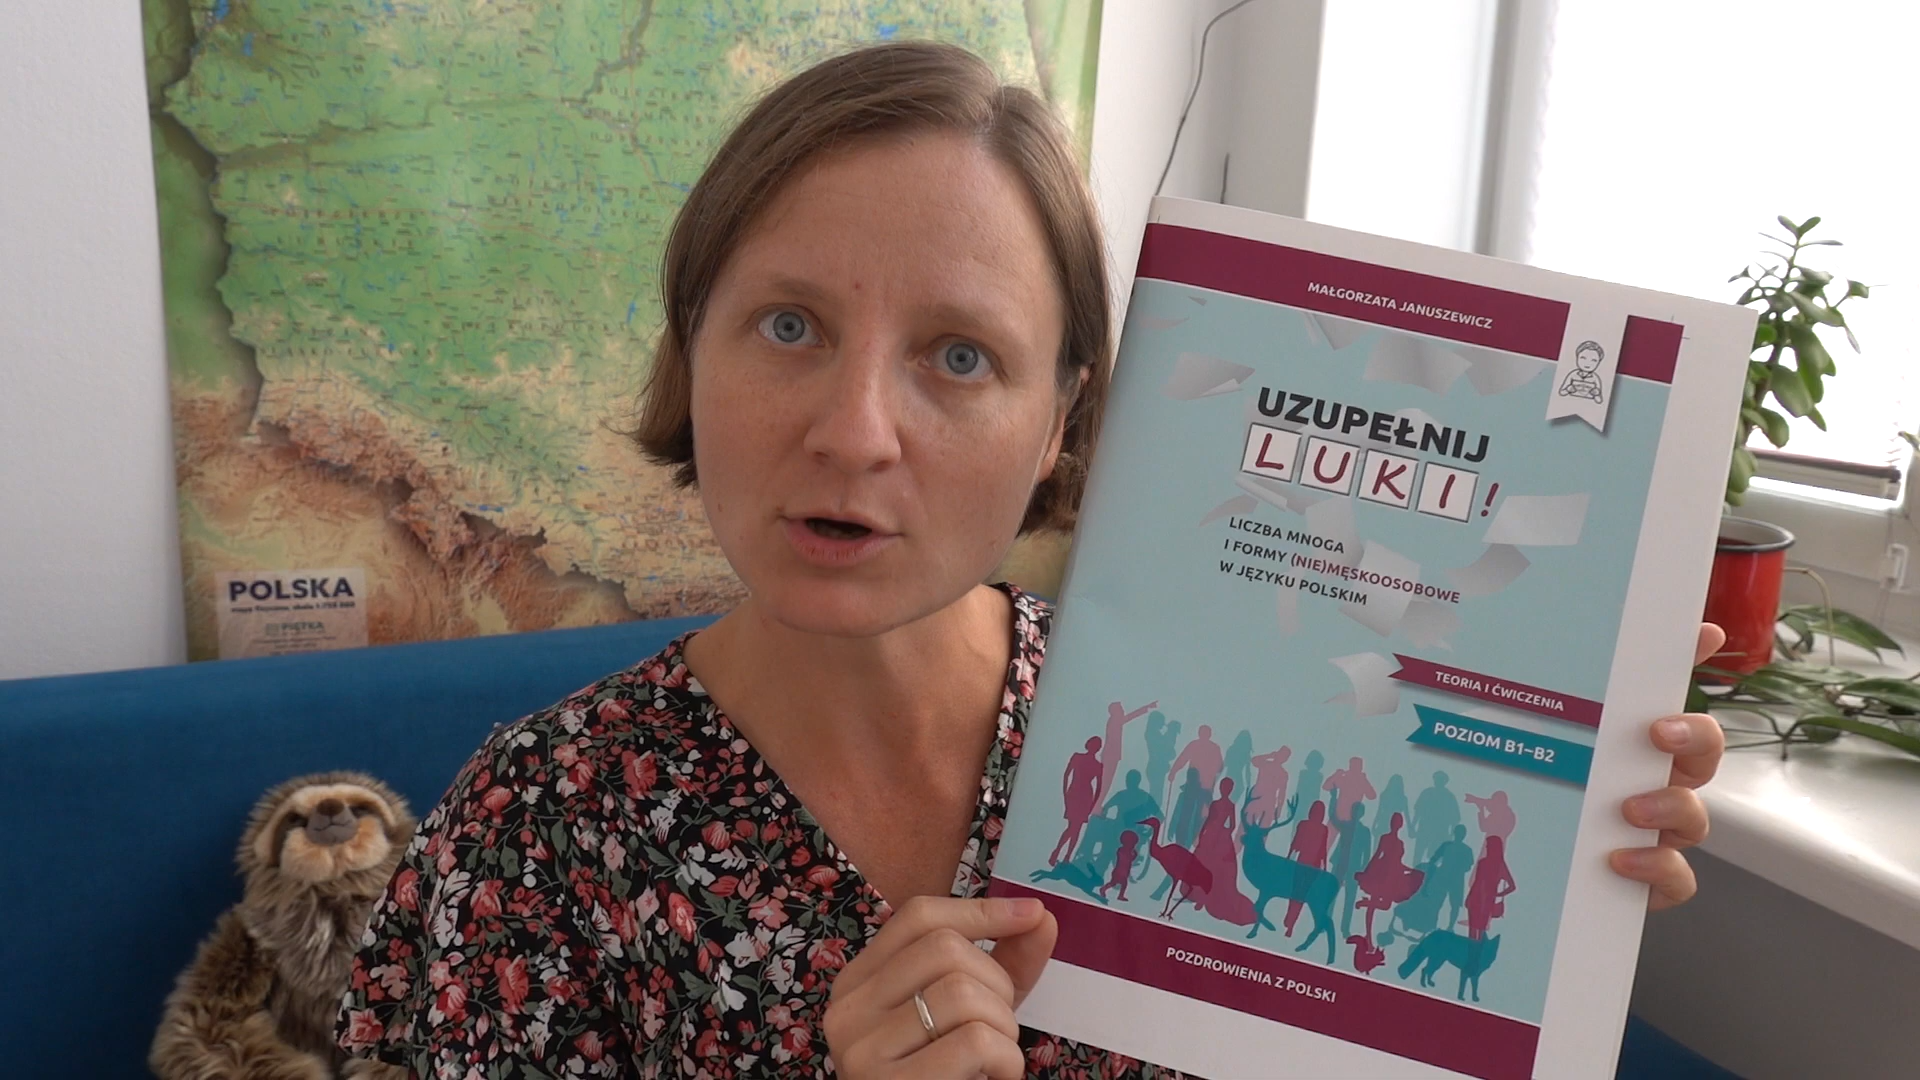 POLSKA
PIĘTKA
MAŁGORZATA JANUSZEWICZ
UZUPEŁNIJ
LUKI!
LICZBA MNOGA
I FORMY (NIE)MĘSKOOSOBOWE
W JĘZYKU POLSKIM
TEORIA I ĆWICZENIA
POZIOM B1–B2
POZDROWIENIA Z POLSKI